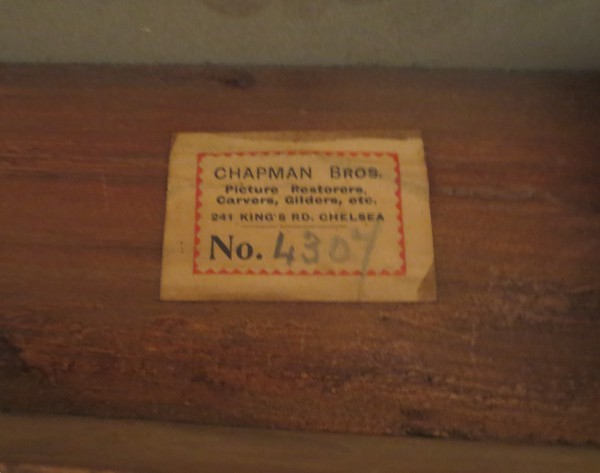 CHAPMAN BROS.
Picture Restorers,
Carvers, Gilders, etc.
241 KING'S RD. CHELSEA
No. 4307